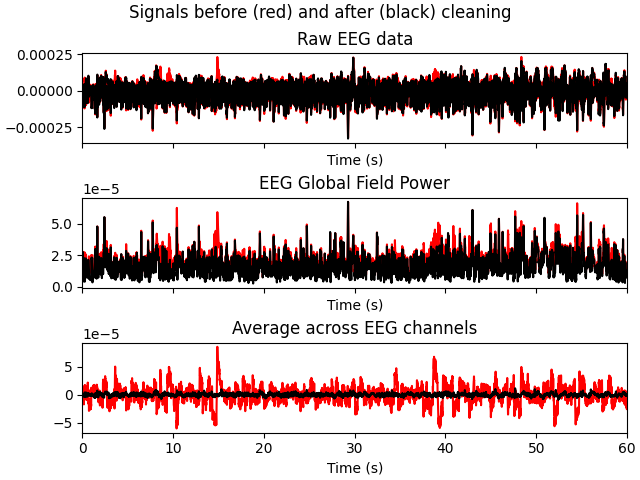 Signals before (red) and after (black) cleaning
Raw EEG data
0.00025
0.00000
−0.00025
Time (s)
EEG Global Field Power
1e−5
5.0
2.5
0.0
Time (s)
Average across EEG channels
1e−5
5
0
−5
0 10 20 30 40 50 60
Time (s)